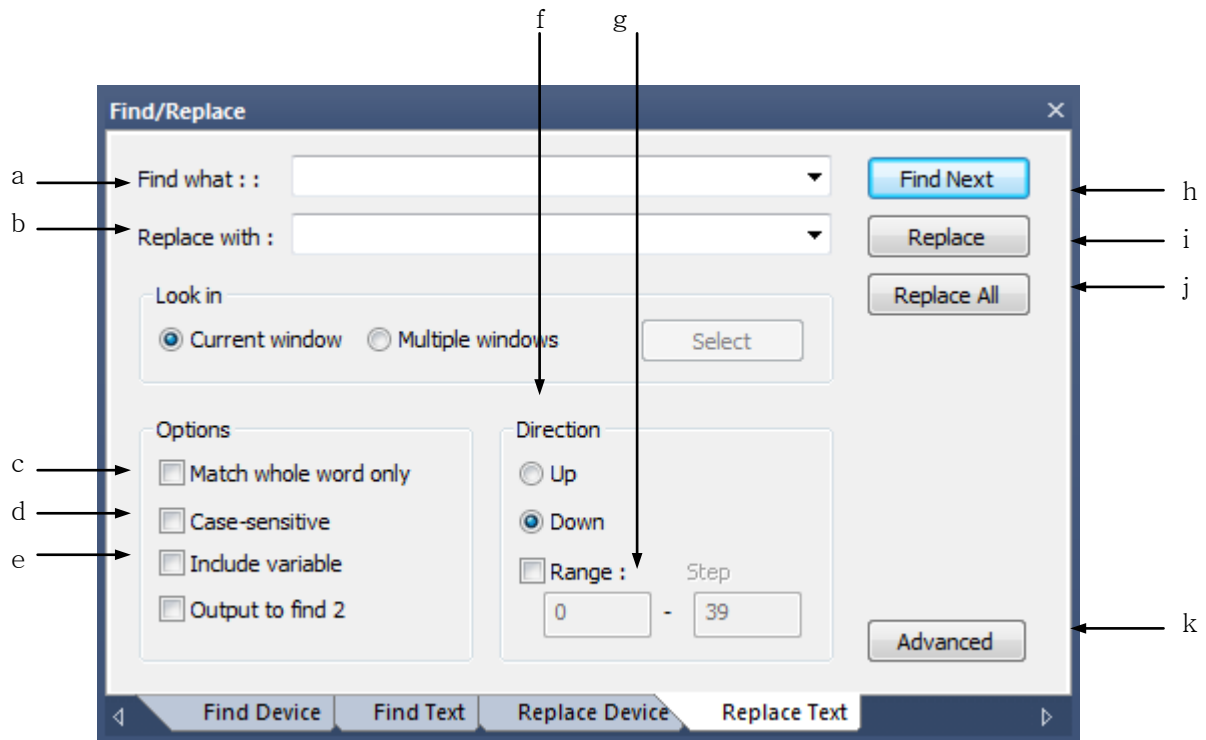 f g
Find/Replace
a Find what : : Find Next h
b Replace with : Replace i
Look in Replace All j
Current window Multiple windows Select
Options Direction
c Match whole word only Up
d Case-sensitive Down
e Include variable Range : Step
Output to find 2 0 - 39
Advanced k
Find Device Find Text Replace Device Replace Text